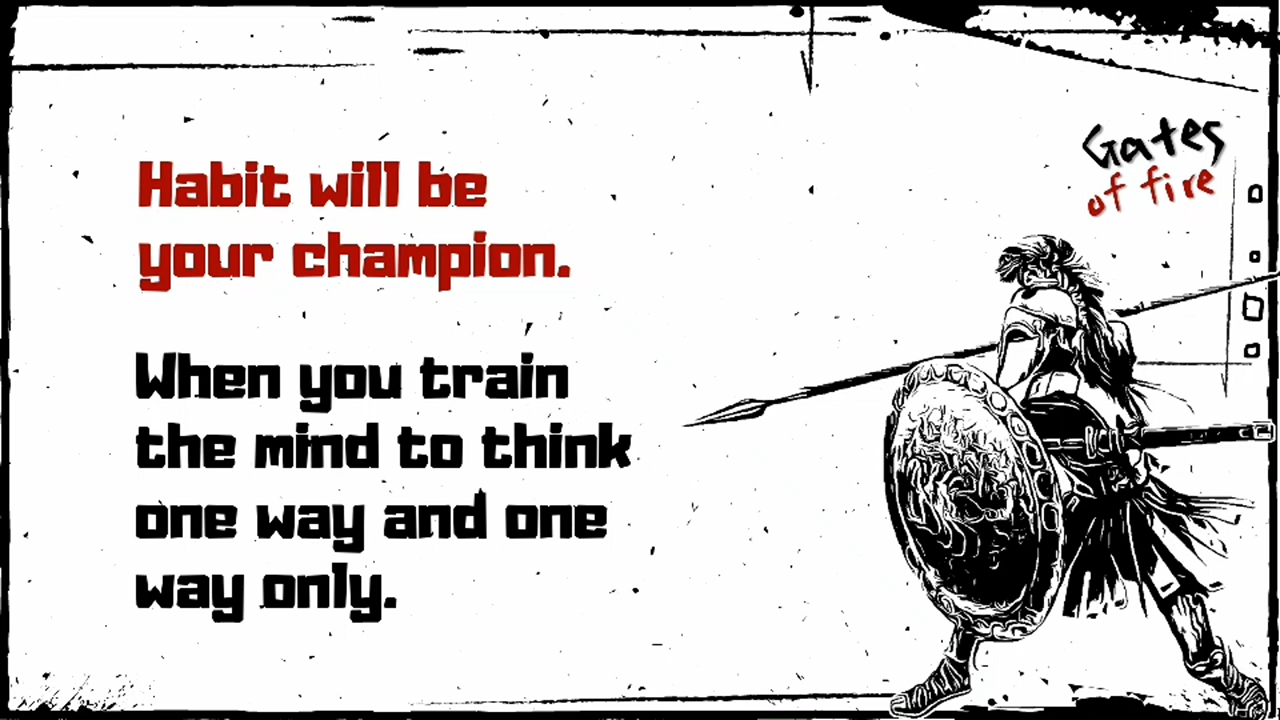 Gates
of fire
Habit will be
your champion.
When you train
the mind to think
one way and one
way only.